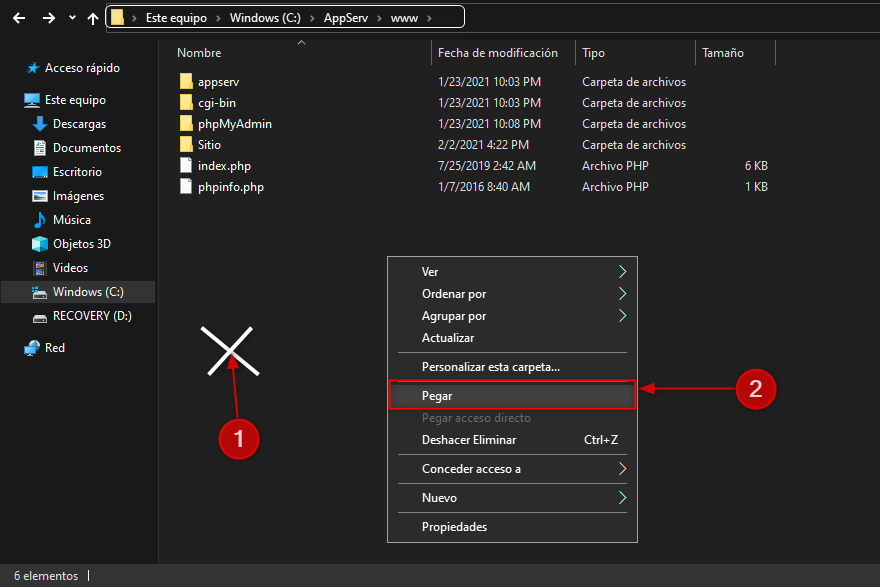 Este equipo Windows (C:) AppServ www
Nombre Fecha de modificación Tipo Tamaño
Acceso rápido
Este equipo
Descargas
Documentos
Escritorio
Imágenes
Música
Objetos 3D
Videos
Windows (C:)
RECOVERY (D:)
Red
appserv 1/23/2021 10:03 PM Carpeta de archivos
cgi-bin 1/23/2021 10:03 PM Carpeta de archivos
phpMyAdmin 1/23/2021 10:08 PM Carpeta de archivos
Sitio 2/2/2021 4:22 PM Carpeta de archivos
index.php 7/25/2019 2:42 AM Archivo PHP 6 KB
phpinfo.php 1/7/2016 8:40 AM Archivo PHP 1 KB
1
Ver
Ordenar por
Agrupar por
Actualizar
Personalizar esta carpeta...
Pegar
2
Pegar acceso directo
Deshacer Eliminar Ctrl+Z
Conceder acceso a
Nuevo
Propiedades
6 elementos